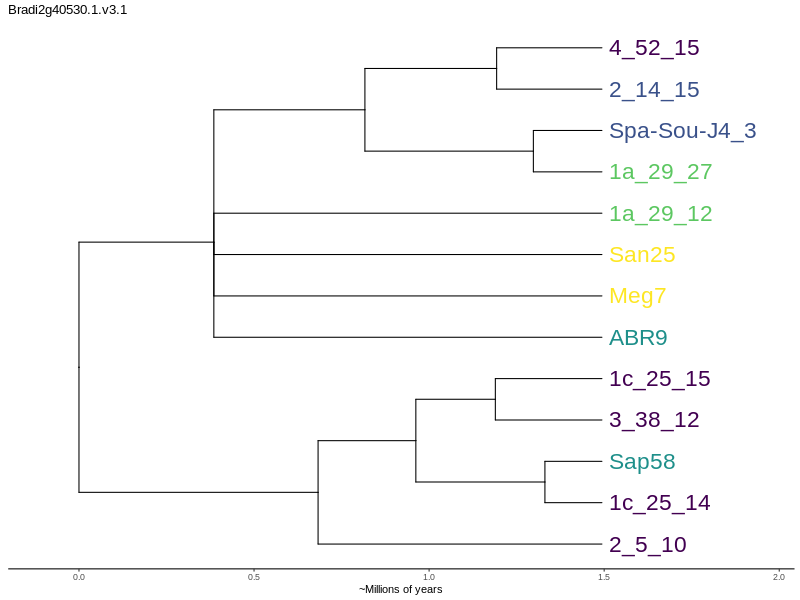 Bradi2g40530.1.v3.1
4_52_15
2_14_15
Spa-Sou-J4_3
1a_29_27
1a_29_12
San25
Meg7
ABR9
1c_25_15
3_38_12
Sap58
1c_25_14
2_5_10
0.0 0.5 1.0 1.5 2.0
~Millions of years